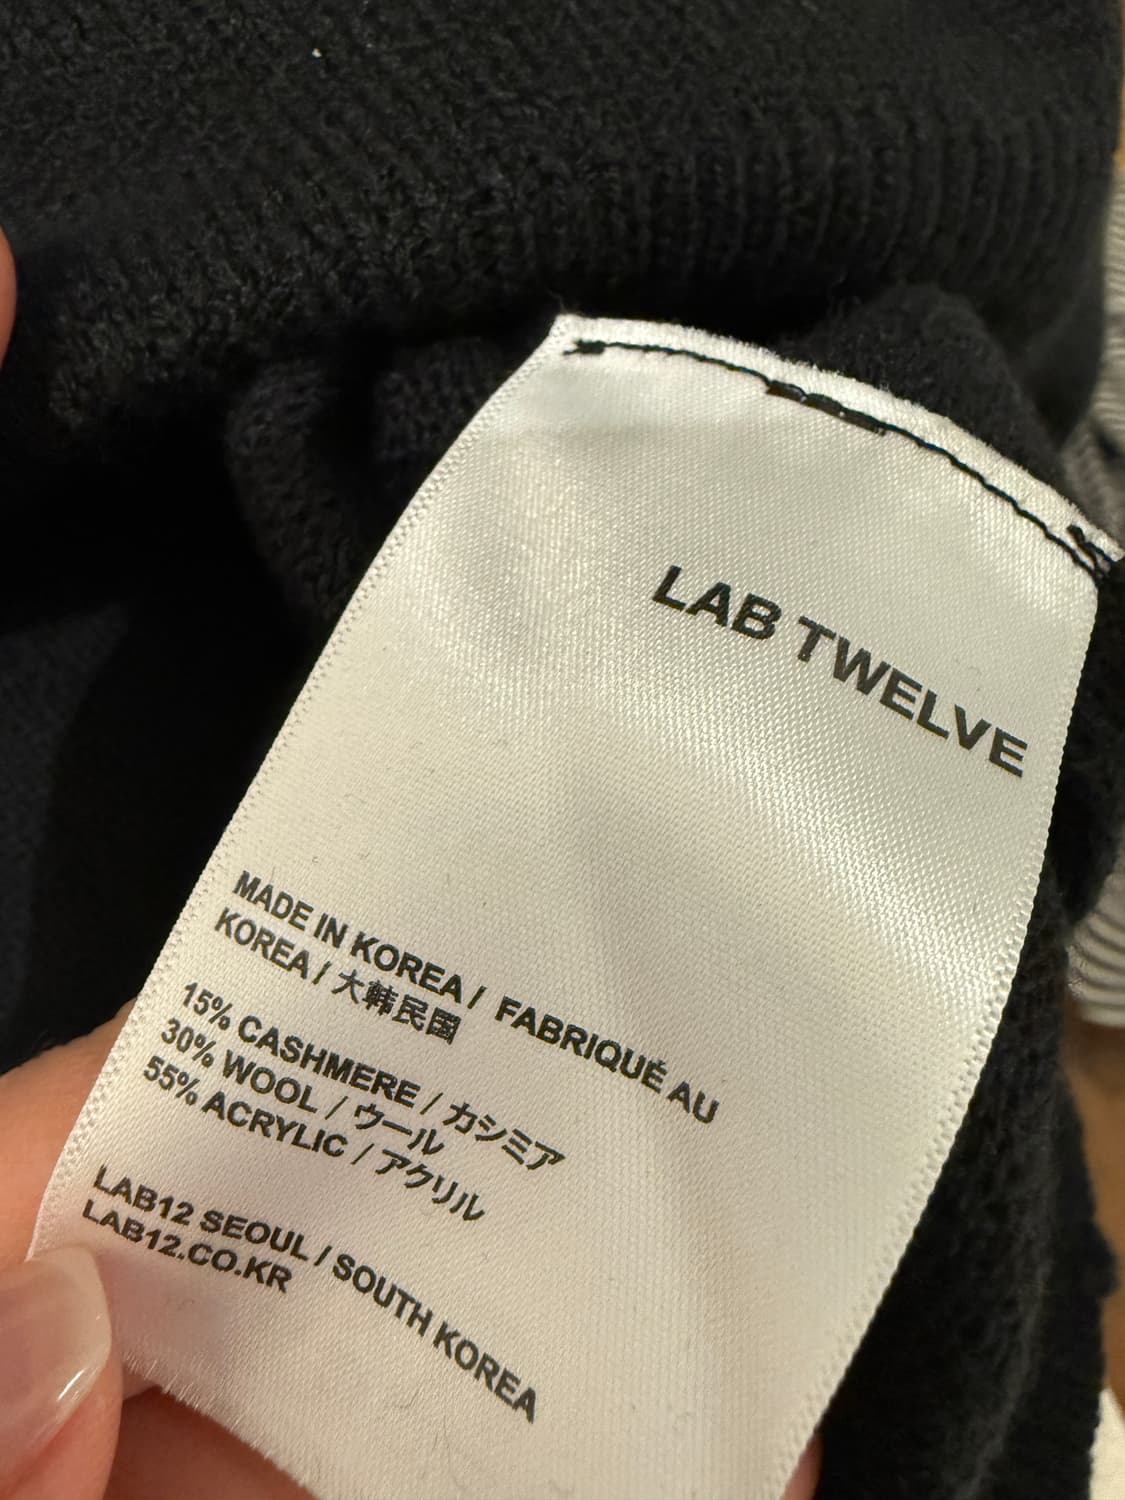 LAB TWELVE
MADE IN KOREA / FABRIQUÉ AU
KOREA / 大韩民国
15% CASHMERE / カシミア
30% WOOL / ウール
55% ACRYLIC / アクリル
LAB12 SEOUL / SOUTH KOREA
LAB12.CO.KR